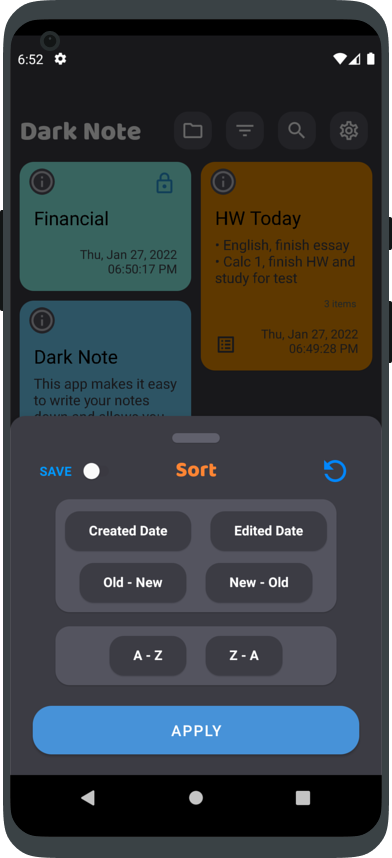 6:52
Dark Note
Financial
Thu, Jan 27, 2022
06:50:17 PM
HW Today
• English, finish essay
• Calc 1, finish HW and
study for test
3 items
Thu, Jan 27, 2022
06:49:28 PM
Dark Note
This app makes it easy
to write your notes
down and allows you
SAVE
Sort
Created Date
Edited Date
Old - New
New - Old
A - Z
Z - A
APPLY